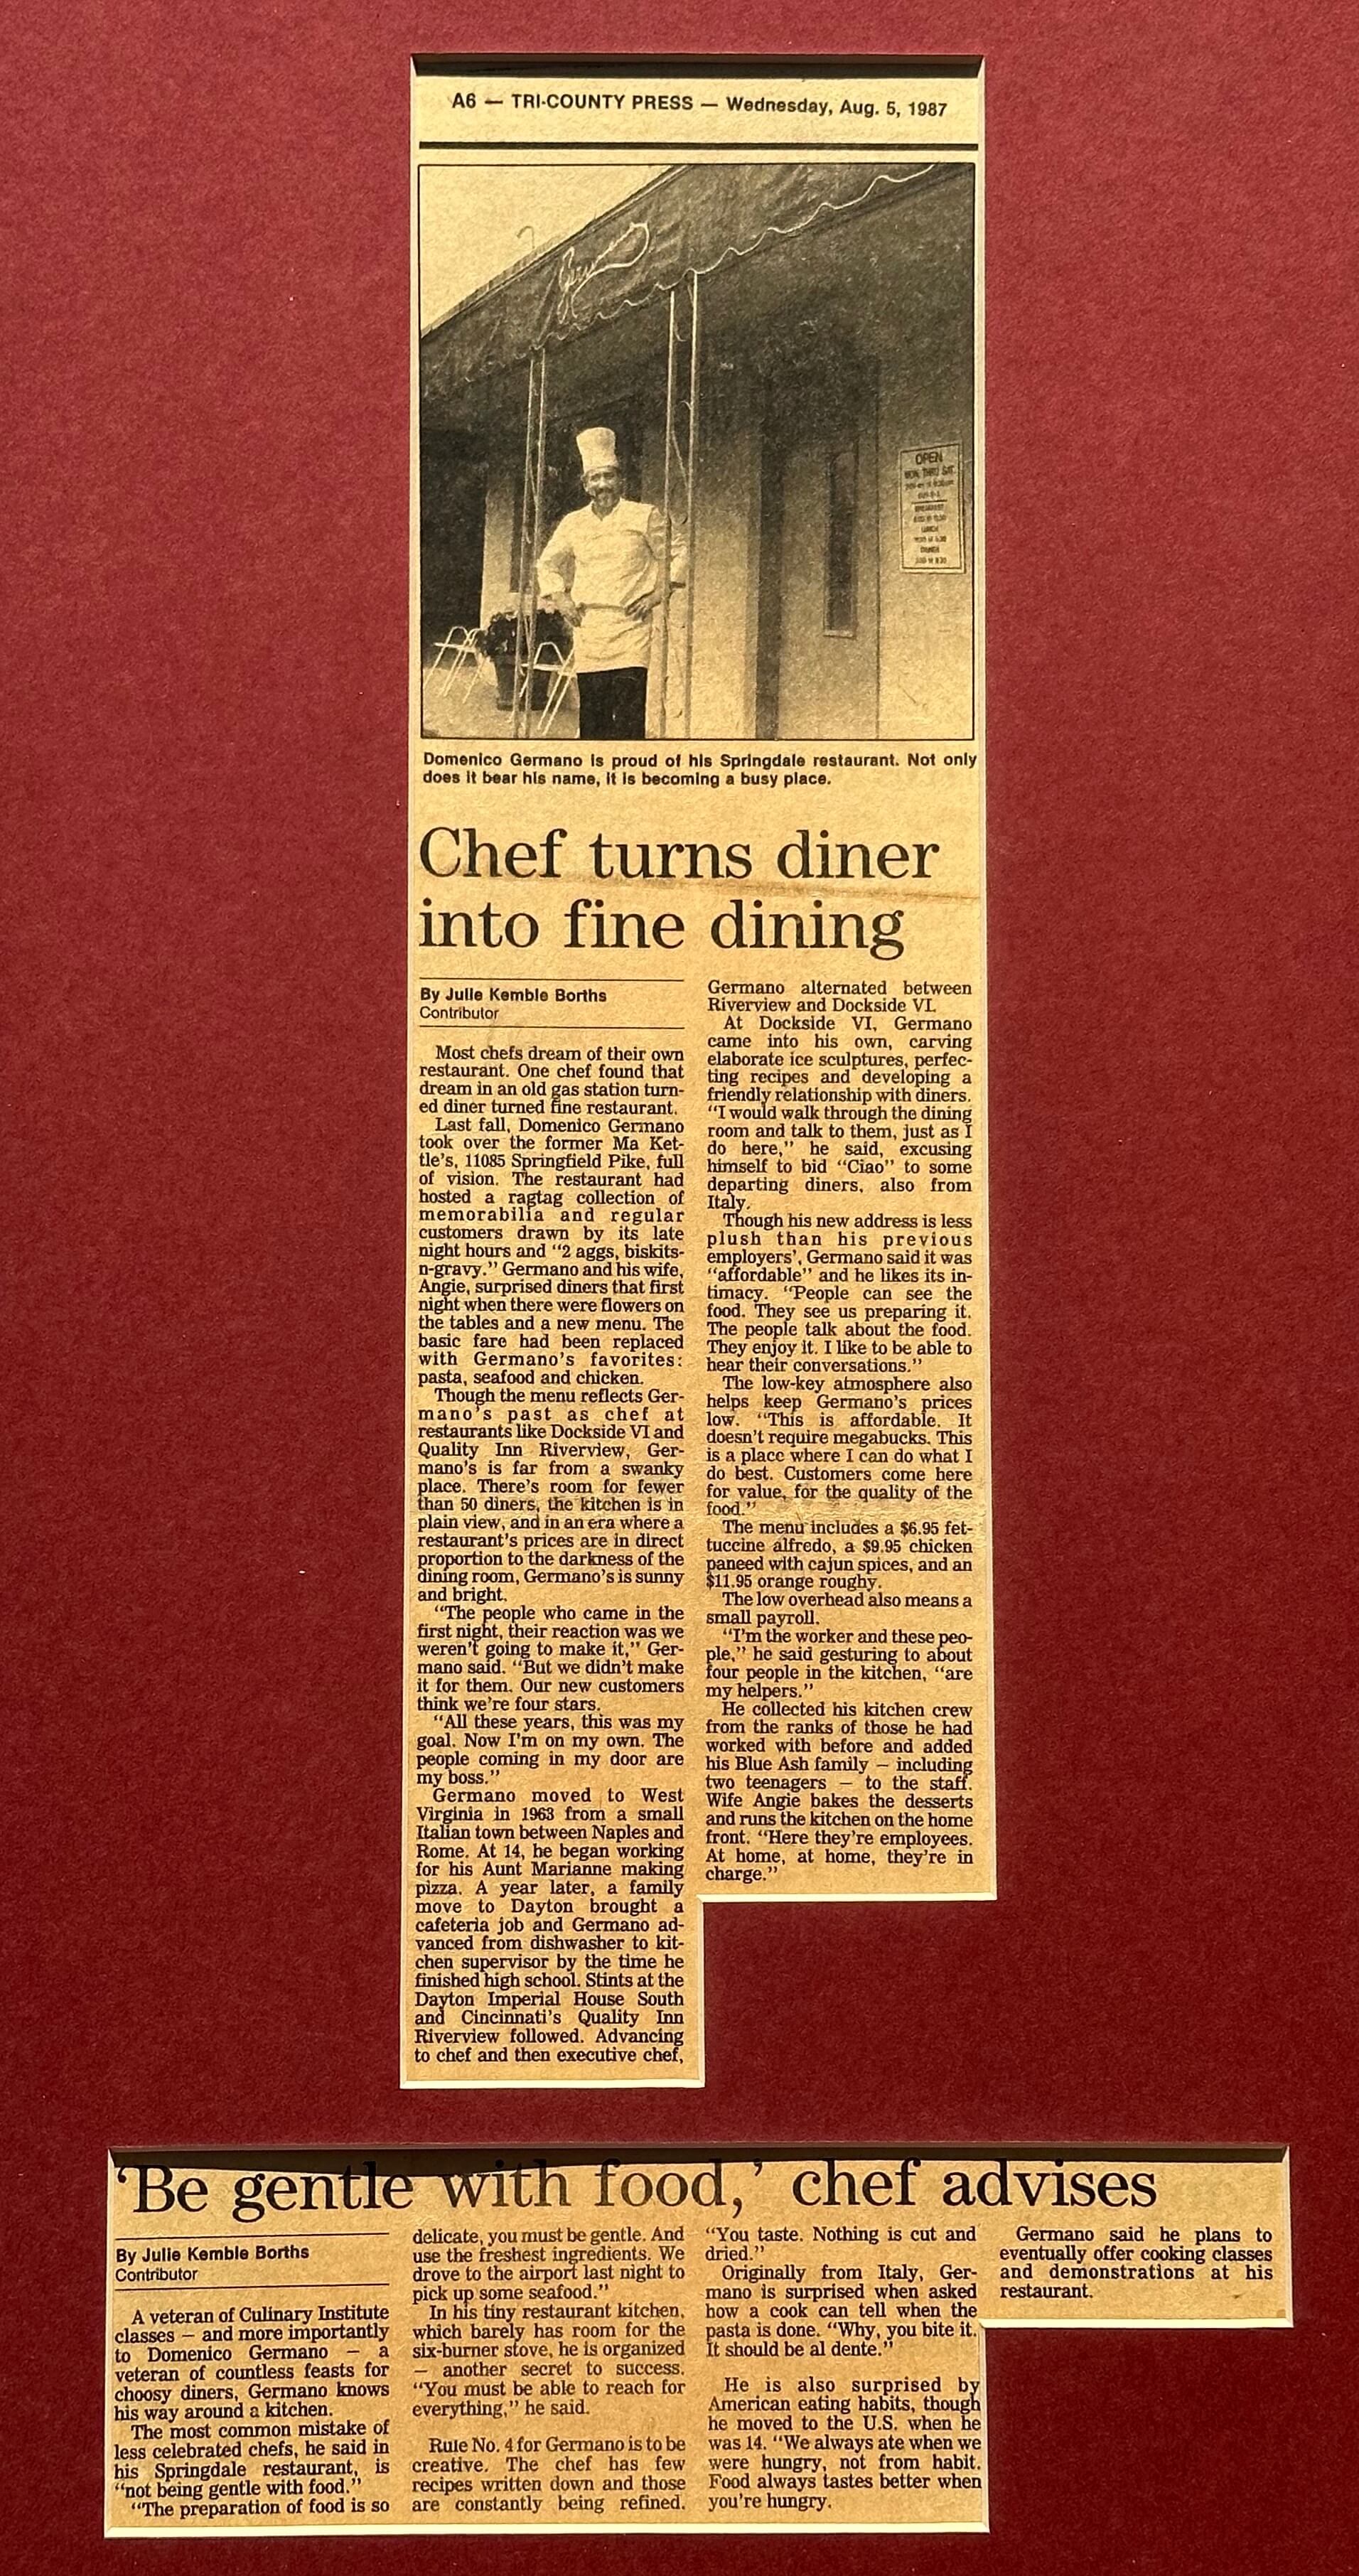 A6 — TRI-COUNTY PRESS — Wednesday, Aug. 5, 1987
OPEN
MON. THRU SAT.
Domenico Germano is proud of his Springdale restaurant. Not only
does it bear his name, it is becoming a busy place.
Chef turns diner
into fine dining
By Julie Kemble Borths
Contributor
Most chefs dream of their own
restaurant. One chef found that
dream in an old gas station turn-
ed diner turned fine restaurant.
Last fall, Domenico Germano
took over the former Ma Ket-
tle's, 11085 Springfield Pike, full
of vision. The restaurant had
hosted a ragtag collection of
memorabilia and regular
customers drawn by its late
night hours and "2 aggs, biskits-
n-gravy." Germano and his wife,
Angie, surprised diners that first
night when there were flowers on
the tables and a new menu. The
basic fare had been replaced
with Germano's favorites:
pasta, seafood and chicken.
Though the menu reflects Ger-
mano's past as chef at
restaurants like Dockside VI and
Quality Inn Riverview, Ger-
mano's is far from a swanky
place. There's room for fewer
than 50 diners, the kitchen is in
plain view, and in an era where a
restaurant's prices are in direct
proportion to the darkness of the
dining room, Germano's is sunny
and bright.
"The people who came in the
first night, their reaction was we
weren't going to make it," Ger-
mano said. "But we didn't make
it for them. Our new customers
think we're four stars.
"All these years, this was my
goal. Now I'm on my own. The
people coming in my door are
my boss."
Germano moved to West
Virginia in 1963 from a small
Italian town between Naples and
Rome. At 14, he began working
for his Aunt Marianne making
pizza. A year later, a family
move to Dayton brought a
cafeteria job and Germano ad-
vanced from dishwasher to kit-
chen supervisor by the time he
finished high school. Stints at the
Dayton Imperial House South
and Cincinnati's Quality Inn
Riverview followed. Advancing
to chef and then executive chef,
Germano alternated between
Riverview and Dockside VI.
At Dockside VI, Germano
came into his own, carving
elaborate ice sculptures, perfec-
ting recipes and developing a
friendly relationship with diners.
"I would walk through the dining
room and talk to them, just as I
do here," he said, excusing
himself to bid "Ciao" to some
departing diners, also from
Italy.
Though his new address is less
plush than his previous
employers', Germano said it was
"affordable" and he likes its in-
timacy. "People can see the
food. They see us preparing it.
The people talk about the food.
They enjoy it. I like to be able to
hear their conversations."
The low-key atmosphere also
helps keep Germano's prices
low. "This is affordable. It
doesn't require megabucks. This
is a place where I can do what I
do best. Customers come here
for value, for the quality of the
food."
The menu includes a $6.95 fet-
tuccine alfredo, a $9.95 chicken
paneed with cajun spices, and an
$11.95 orange roughy.
The low overhead also means a
small payroll.
"I'm the worker and these peo-
ple," he said gesturing to about
four people in the kitchen, "are
my helpers."
He collected his kitchen crew
from the ranks of those he had
worked with before and added
his Blue Ash family — including
two teenagers — to the staff.
Wife Angie bakes the desserts
and runs the kitchen on the home
front. "Here they're employees.
At home, at home, they're in
charge."
'Be gentle with food,' chef advises
By Julie Kemble Borths
Contributor
A veteran of Culinary Institute
classes — and more importantly
to Domenico Germano — a
veteran of countless feasts for
choosy diners, Germano knows
his way around a kitchen.
The most common mistake of
less celebrated chefs, he said in
his Springdale restaurant, is
"not being gentle with food."
"The preparation of food is so
delicate, you must be gentle. And
use the freshest ingredients. We
drove to the airport last night to
pick up some seafood."
In his tiny restaurant kitchen,
which barely has room for the
six-burner stove, he is organized
— another secret to success.
"You must be able to reach for
everything," he said.
Rule No. 4 for Germano is to be
creative. The chef has few
recipes written down and those
are constantly being refined.
"You taste. Nothing is cut and
dried."
Originally from Italy, Ger-
mano is surprised when asked
how a cook can tell when the
pasta is done. "Why, you bite it.
It should be al dente."
He is also surprised by
American eating habits, though
he moved to the U.S. when he
was 14. "We always ate when we
were hungry, not from habit.
Food always tastes better when
you're hungry.
Germano said he plans to
eventually offer cooking classes
and demonstrations at his
restaurant.